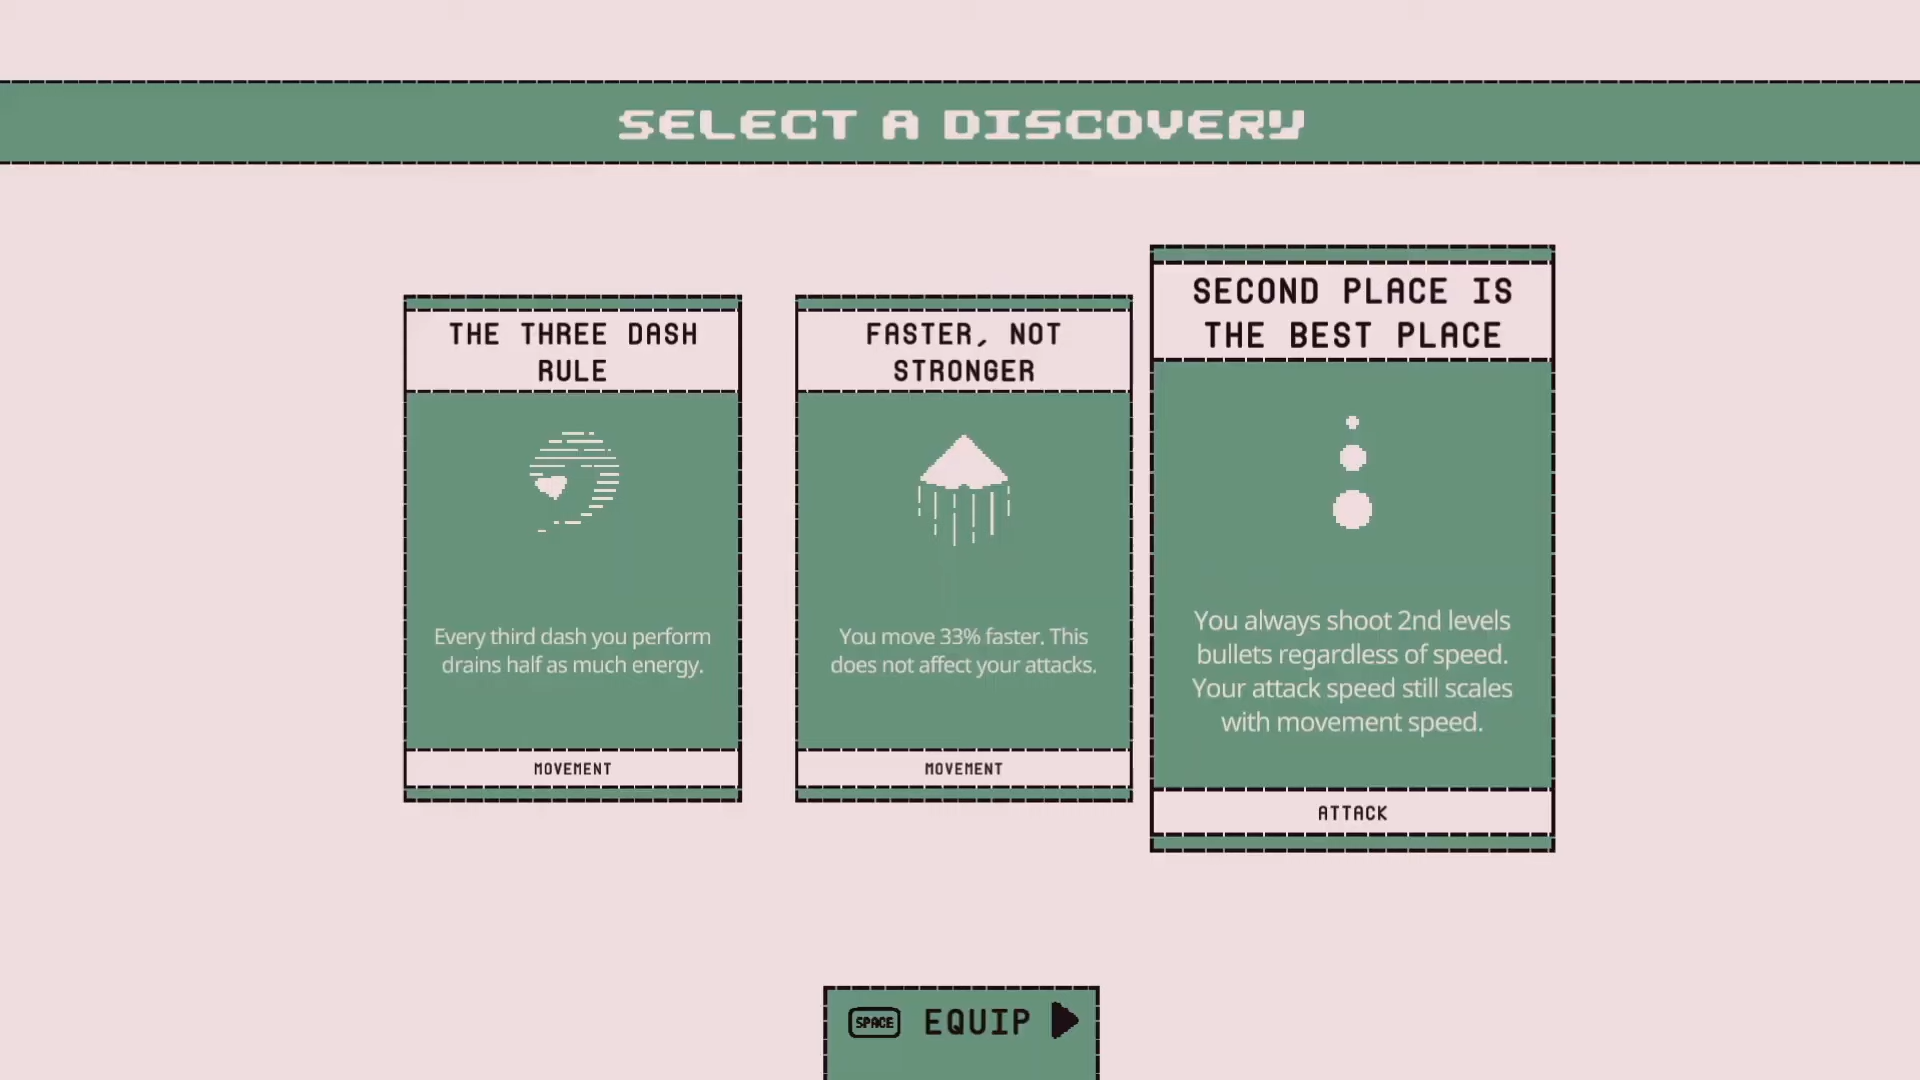 SELECT A DISCOVERY
THE THREE DASH
RULE
Every third dash you perform
drains half as much energy.
MOVEMENT
FASTER, NOT
STRONGER
You move 33% faster. This
does not affect your attacks.
MOVEMENT
SECOND PLACE IS
THE BEST PLACE
You always shoot 2nd levels
bullets regardless of speed.
Your attack speed still scales
with movement speed.
ATTACK
SPACE EQUIP